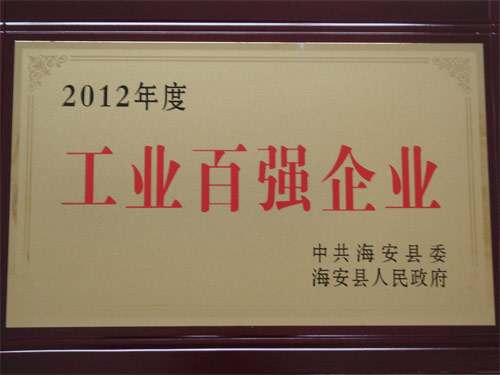 2012年度
工业百强企业
中共海安县委
海安县人民政府